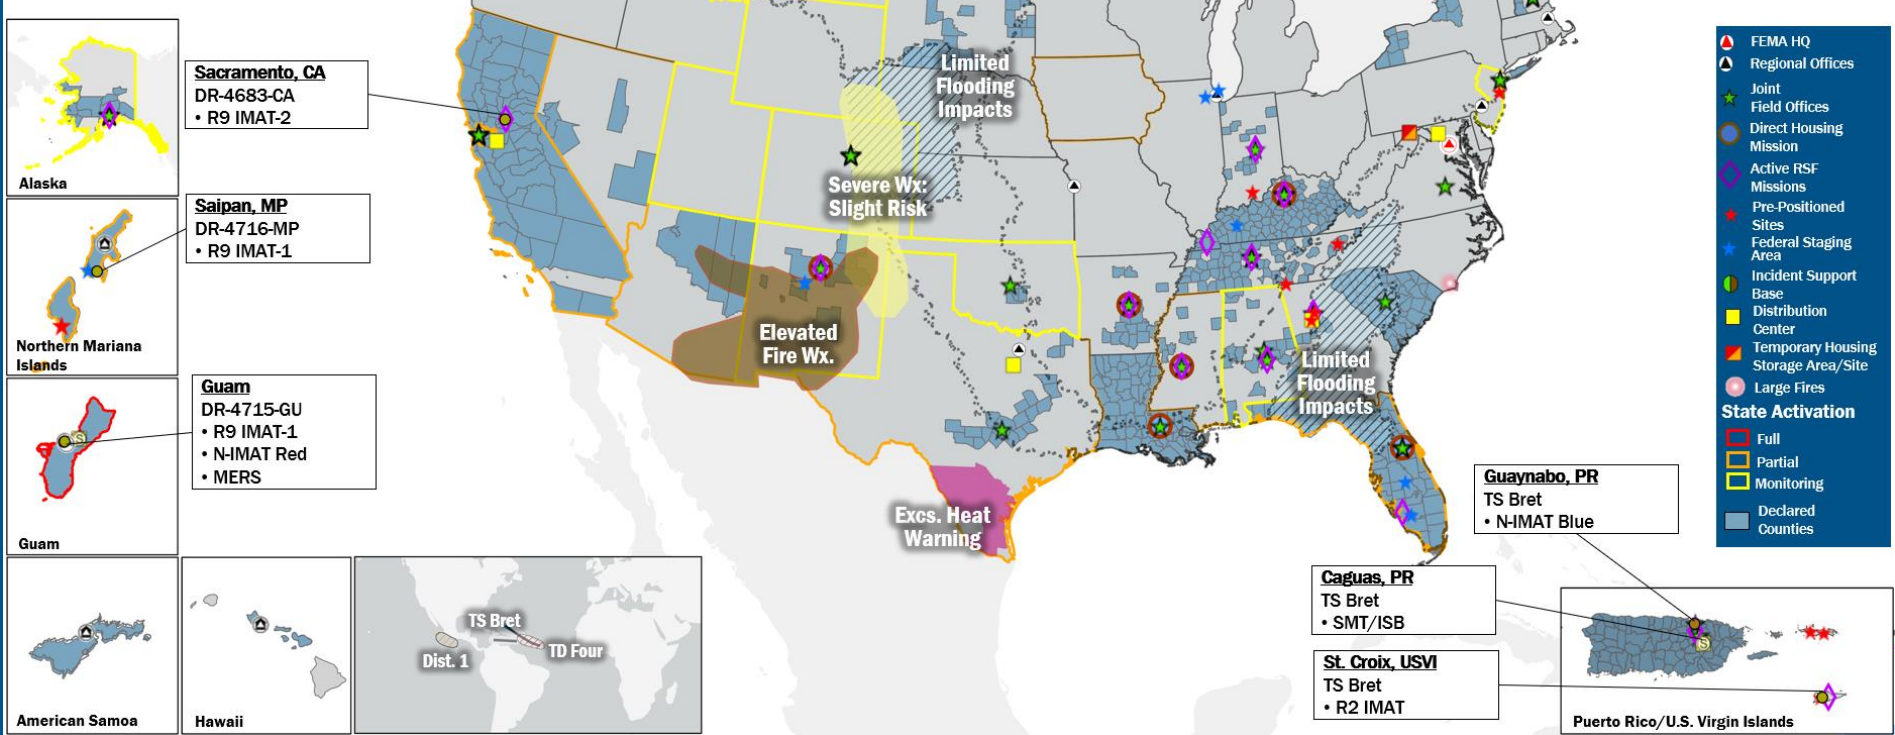 Alaska
Sacramento, CA
DR-4683-CA
• R9 IMAT-2
Northern Mariana
Islands
Saipan, MP
DR-4716-MP
• R9 IMAT-1
Guam
Guam
DR-4715-GU
• R9 IMAT-1
• N-IMAT Red
• MERS
S
American Samoa
Hawaii
TS Bret
TD Four
Dist. 1
Limited
Flooding
Impacts
Severe Wx:
Slight Risk
Elevated
Fire Wx.
Excs. Heat
Warning
Limited
Flooding
Impacts
Guaynabo, PR
TS Bret
• N-IMAT Blue
Caguas, PR
TS Bret
• SMT/ISB
St. Croix, USVI
TS Bret
• R2 IMAT
S
Puerto Rico/U.S. Virgin Islands
FEMA HQ
Regional Offices
Joint
Field Offices
Direct Housing
Mission
Active RSF
Missions
Pre-Positioned
Sites
Federal Staging
Area
Incident Support
Base
Distribution
Center
Temporary Housing
Storage Area/Site
Large Fires
State Activation
Full
Partial
Monitoring
Declared
Counties